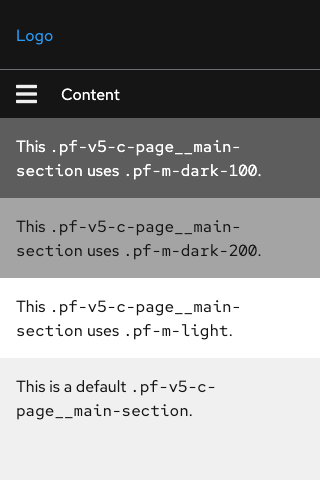 Logo
Content
This .pf-v5-c-page__main-
section uses .pf-m-dark-100.
This .pf-v5-c-page__main-
section uses .pf-m-dark-200.
This .pf-v5-c-page__main-
section uses .pf-m-light.
This is a default .pf-v5-c-
page__main-section.